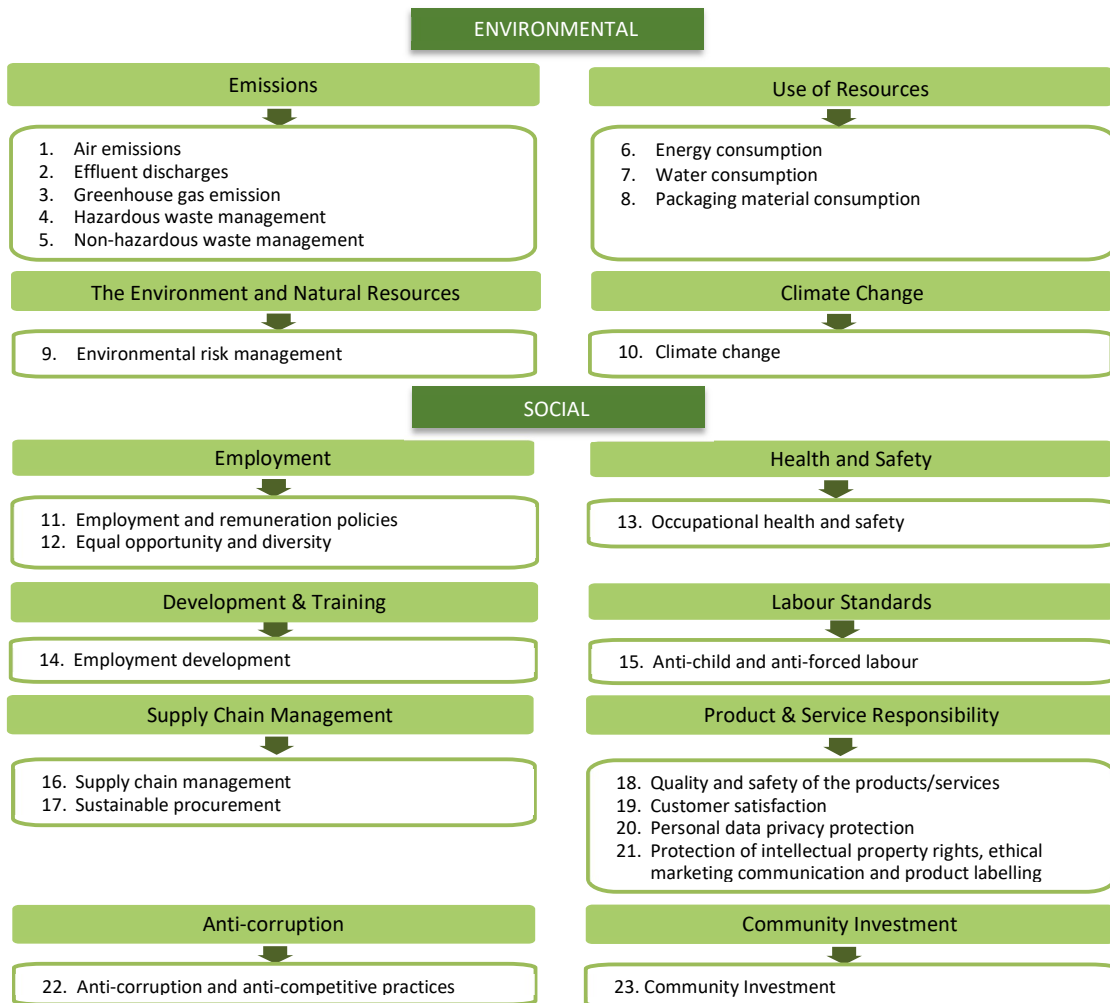 ENVIRONMENTAL
Emissions
1. Air emissions
2. Effluent discharges
3. Greenhouse gas emission
4. Hazardous waste management
5. Non-hazardous waste management
Use of Resources
6. Energy consumption
7. Water consumption
8. Packaging material consumption
The Environment and Natural Resources
9. Environmental risk management
Climate Change
10. Climate change
SOCIAL
Employment
11. Employment and remuneration policies
12. Equal opportunity and diversity
Health and Safety
13. Occupational health and safety
Development & Training
14. Employment development
Labour Standards
15. Anti-child and anti-forced labour
Supply Chain Management
16. Supply chain management
17. Sustainable procurement
Product & Service Responsibility
18. Quality and safety of the products/services
19. Customer satisfaction
20. Personal data privacy protection
21. Protection of intellectual property rights, ethical
marketing communication and product labelling
Anti-corruption
22. Anti-corruption and anti-competitive practices
Community Investment
23. Community Investment